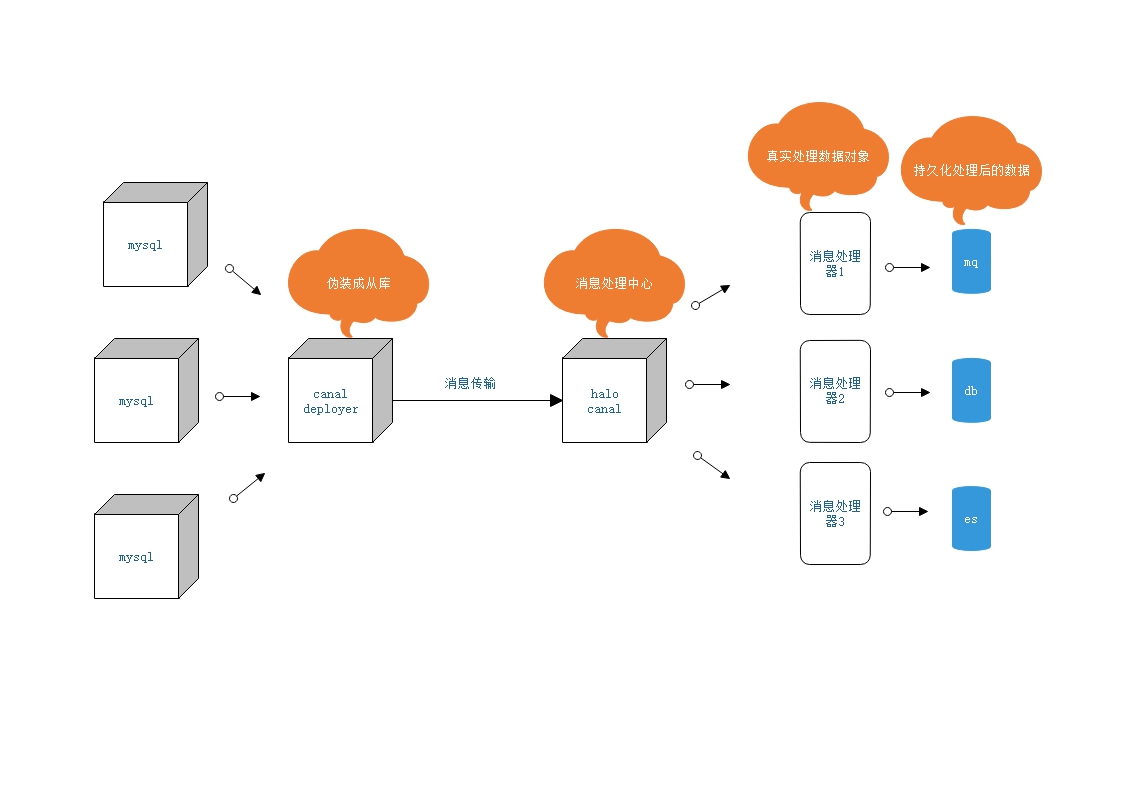 真实处理数据对象
持久化处理后的数据
mysql
伪装成从库
消息处理中心
消息处理
器1
mq
mysql
canal
deployer
消息传输
halo
canal
消息处理
器2
db
mysql
消息处理
器3
es